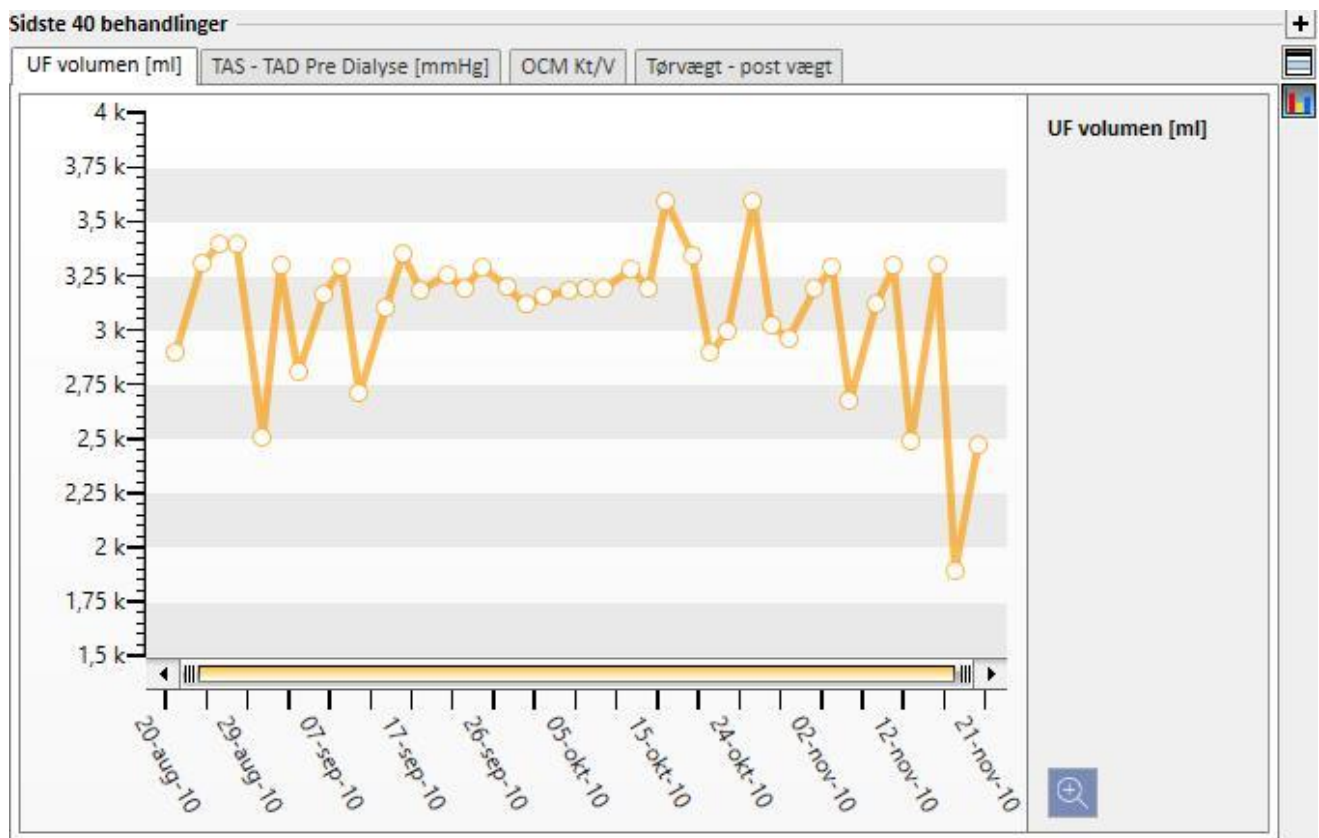 Sidste 40 behandlinger
UF volumen [ml]
TAS - TAD Pre Dialyse [mmHg]
OCM Kt/V
Tørvægt - post vægt
UF volumen [ml]
4 k
3,75 k
3,5 k
3,25 k
3 k
2,75 k
2,5 k
2,25 k
2 k
1,75 k
1,5 k
20-aug-10
29-aug-10
07-sep-10
17-sep-10
26-sep-10
05-okt-10
15-okt-10
24-okt-10
02-nov-10
12-nov-10
21-nov-10